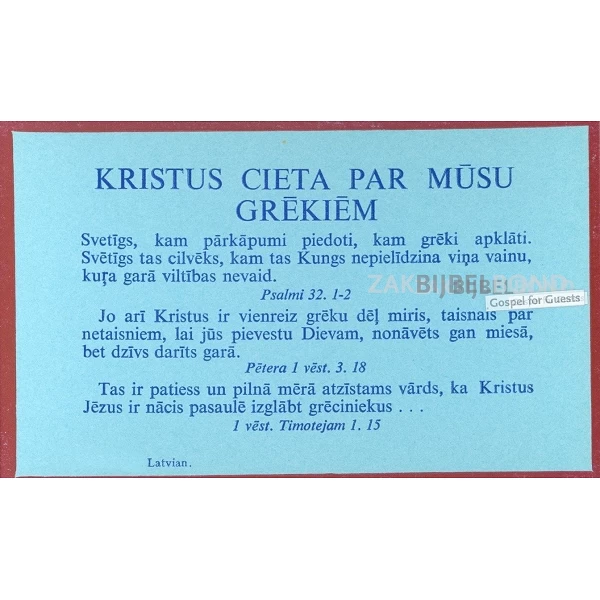 KRISTUS CIETA PAR MŪSU
GRĒKIĒM
Svetīgs, kam pārkāpumi piedoti, kam grēki apklāti.
Svētīgs tas cilvēks, kam tas Kungs nepielīdzina viņa vainu,
kuŗa garā viltības nevaid.
ZAKBIJBELBOND
BIJBEL
Gospel for Guests
Psalmi 32. 1-2
Jo arī Kristus ir vienreiz grēku dēļ miris, taisnais par
netaisniem, lai jūs pievestu Dievam, nonāvēts gan miesā,
bet dzīvs darīts garā.
Pētera 1 vēst. 3. 18
Tas ir patiess un pilnā mērā atzīstams vārds, ka Kristus
Jēzus ir nācis pasaulē izglābt grēciniekus . . .
1 vēst. Timotejam 1. 15
Latvian.